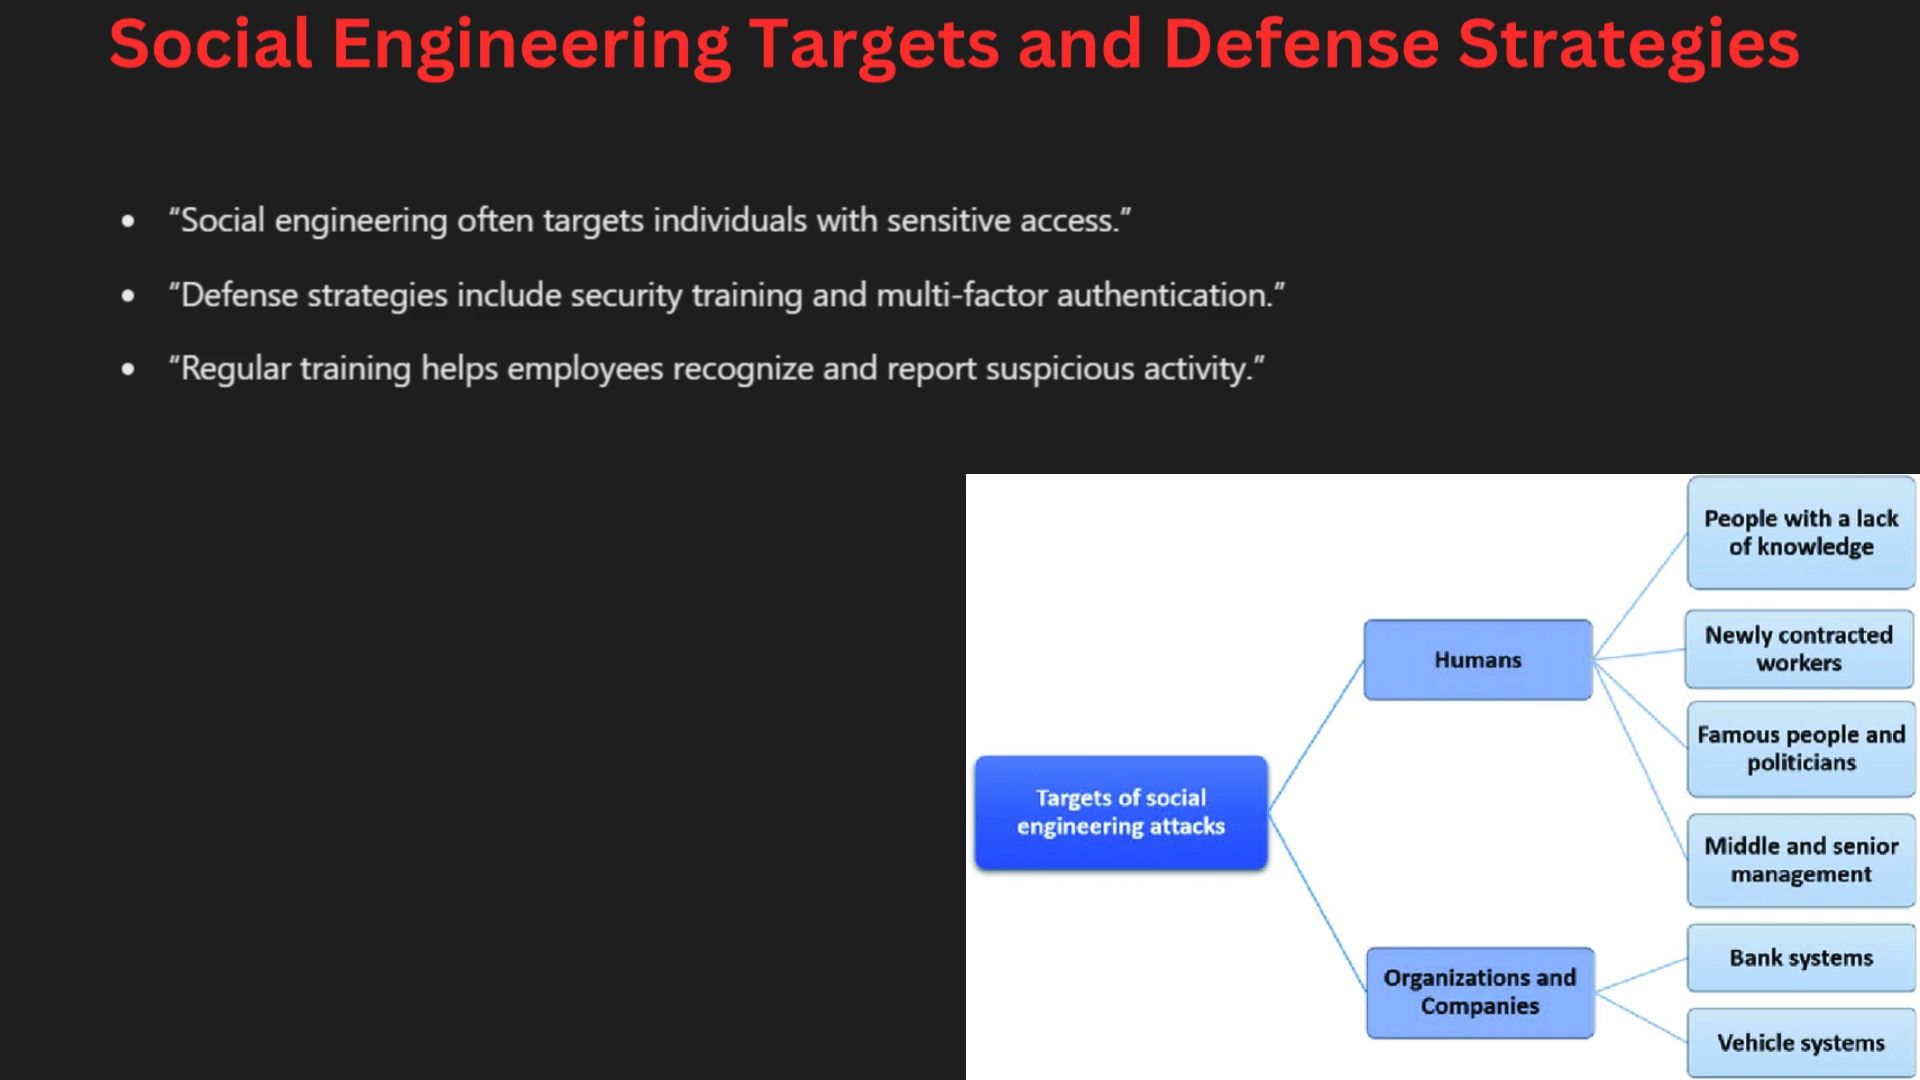 Social Engineering Targets and Defense Strategies
• "Social engineering often targets individuals with sensitive access."
• "Defense strategies include security training and multi-factor authentication."
• "Regular training helps employees recognize and report suspicious activity."
Targets of social
engineering attacks
Humans
People with a lack
of knowledge
Newly contracted
workers
Famous people and
politicians
Middle and senior
management
Organizations and
Companies
Bank systems
Vehicle systems